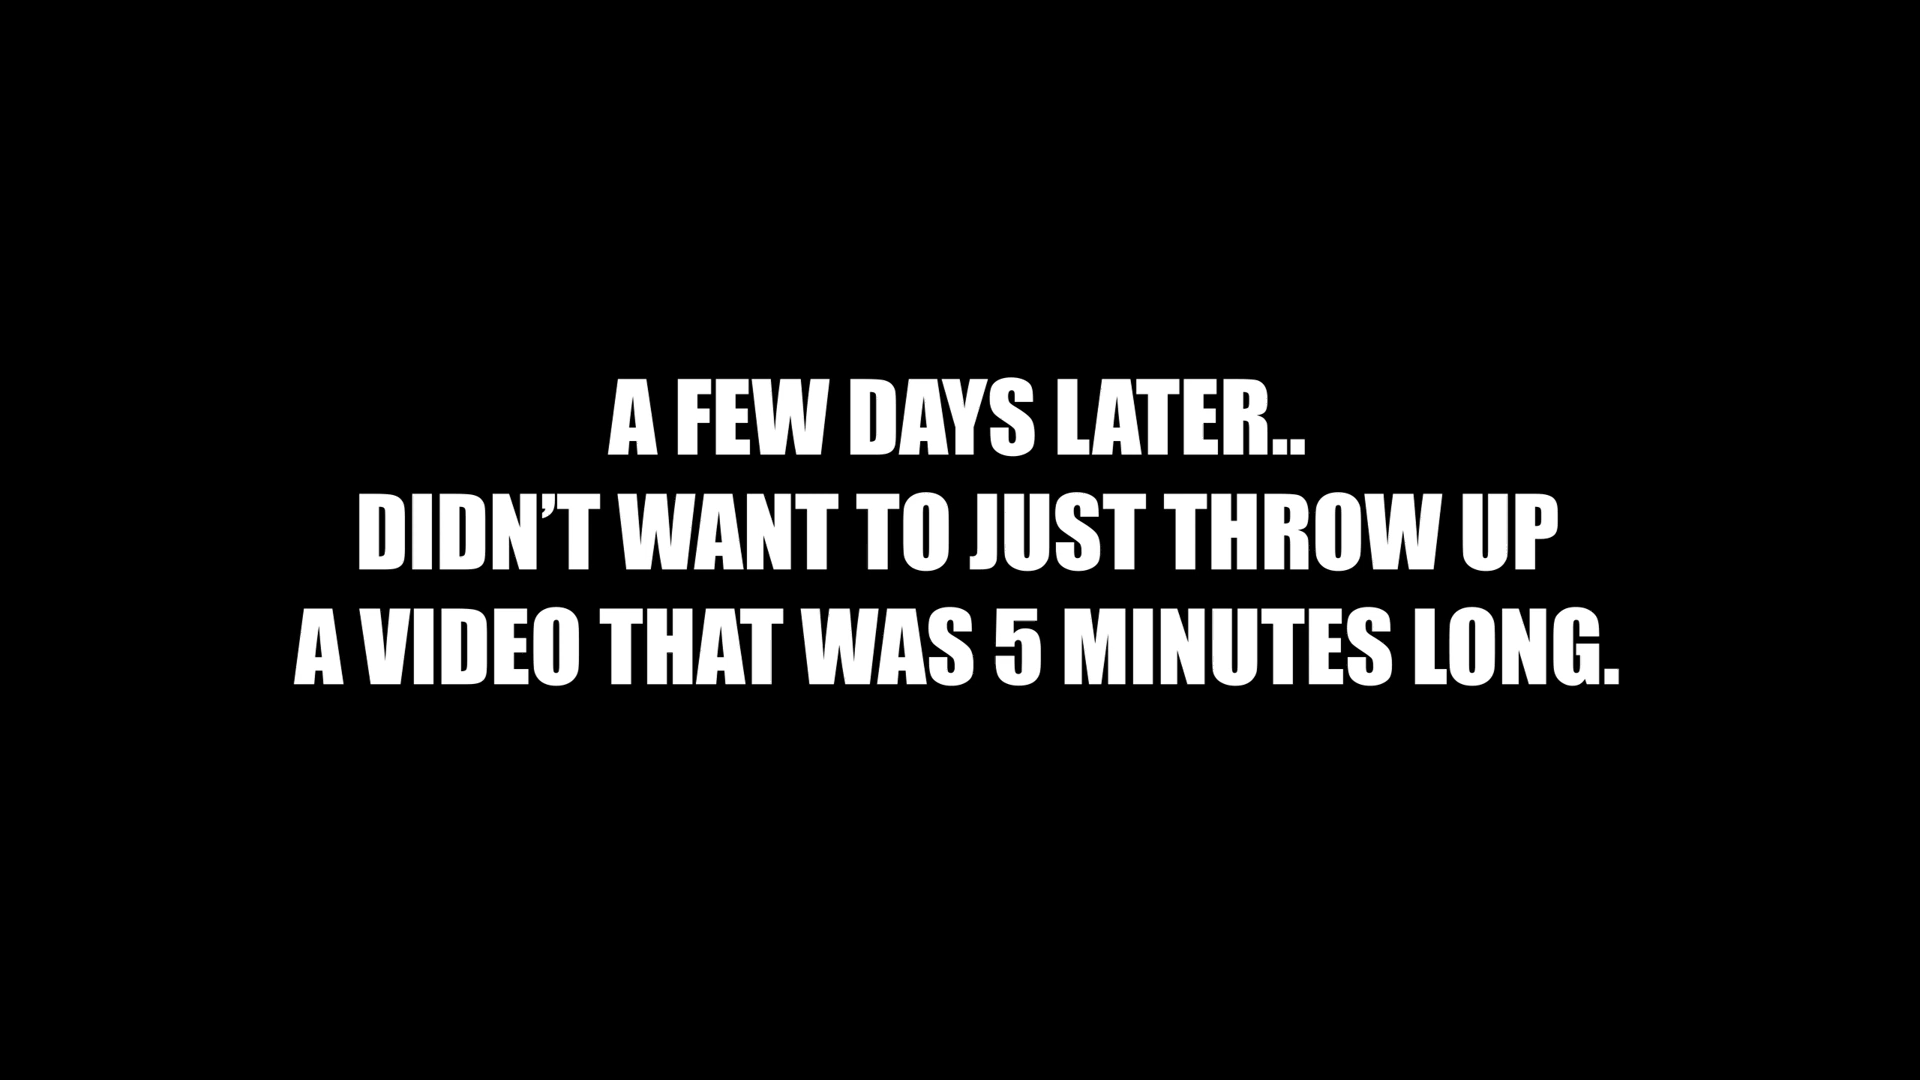 A FEW DAYS LATER..
DIDN’T WANT TO JUST THROW UP
A VIDEO THAT WAS 5 MINUTES LONG.